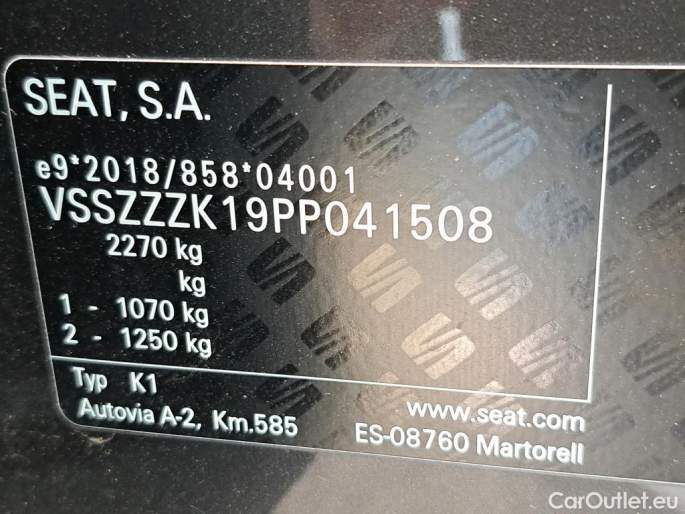 SEAT, S.A.
e9*2018/858*04001
VSSZZZK19PP041508
2270 kg
kg
1 - 1070 kg
2 - 1250 kg
Typ K1
Autovia A-2, Km.585
www.seat.com
ES-08760 Martorell
CarOutlet.eu